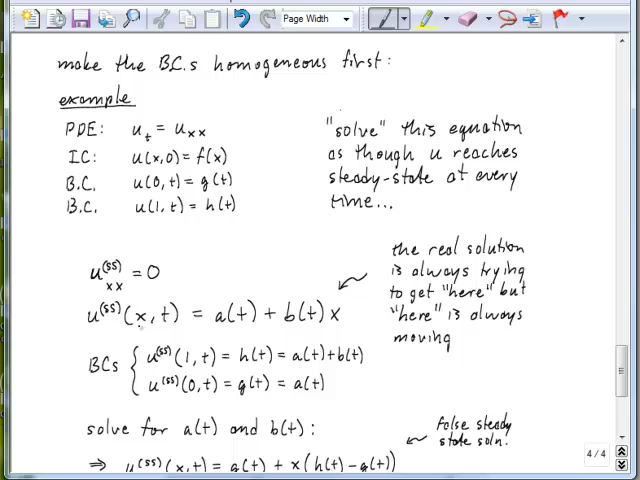 Page Width
make the B.C.s homogeneous first:
example
PDE: u_t = u_xx
IC: u(x,0) = f(x)
B.C. u(0,t) = g(t)
B.C. u(1,t) = h(t)
"solve" this equation
as though u reaches
steady-state at every
time...
u^(ss)_xx = 0
u^(ss)(x,t) = a(t) + b(t)x
the real solution
is always trying
to get "here" but
"here" is always
moving
BCs { u^(ss)(1,t) = h(t) = a(t)+b(t)
u^(ss)(0,t) = g(t) = a(t)
solve for a(t) and b(t):
false steady
state soln.
⇒ u^(ss)(x,t) = g(t) + x(h(t)-g(t))
4/4